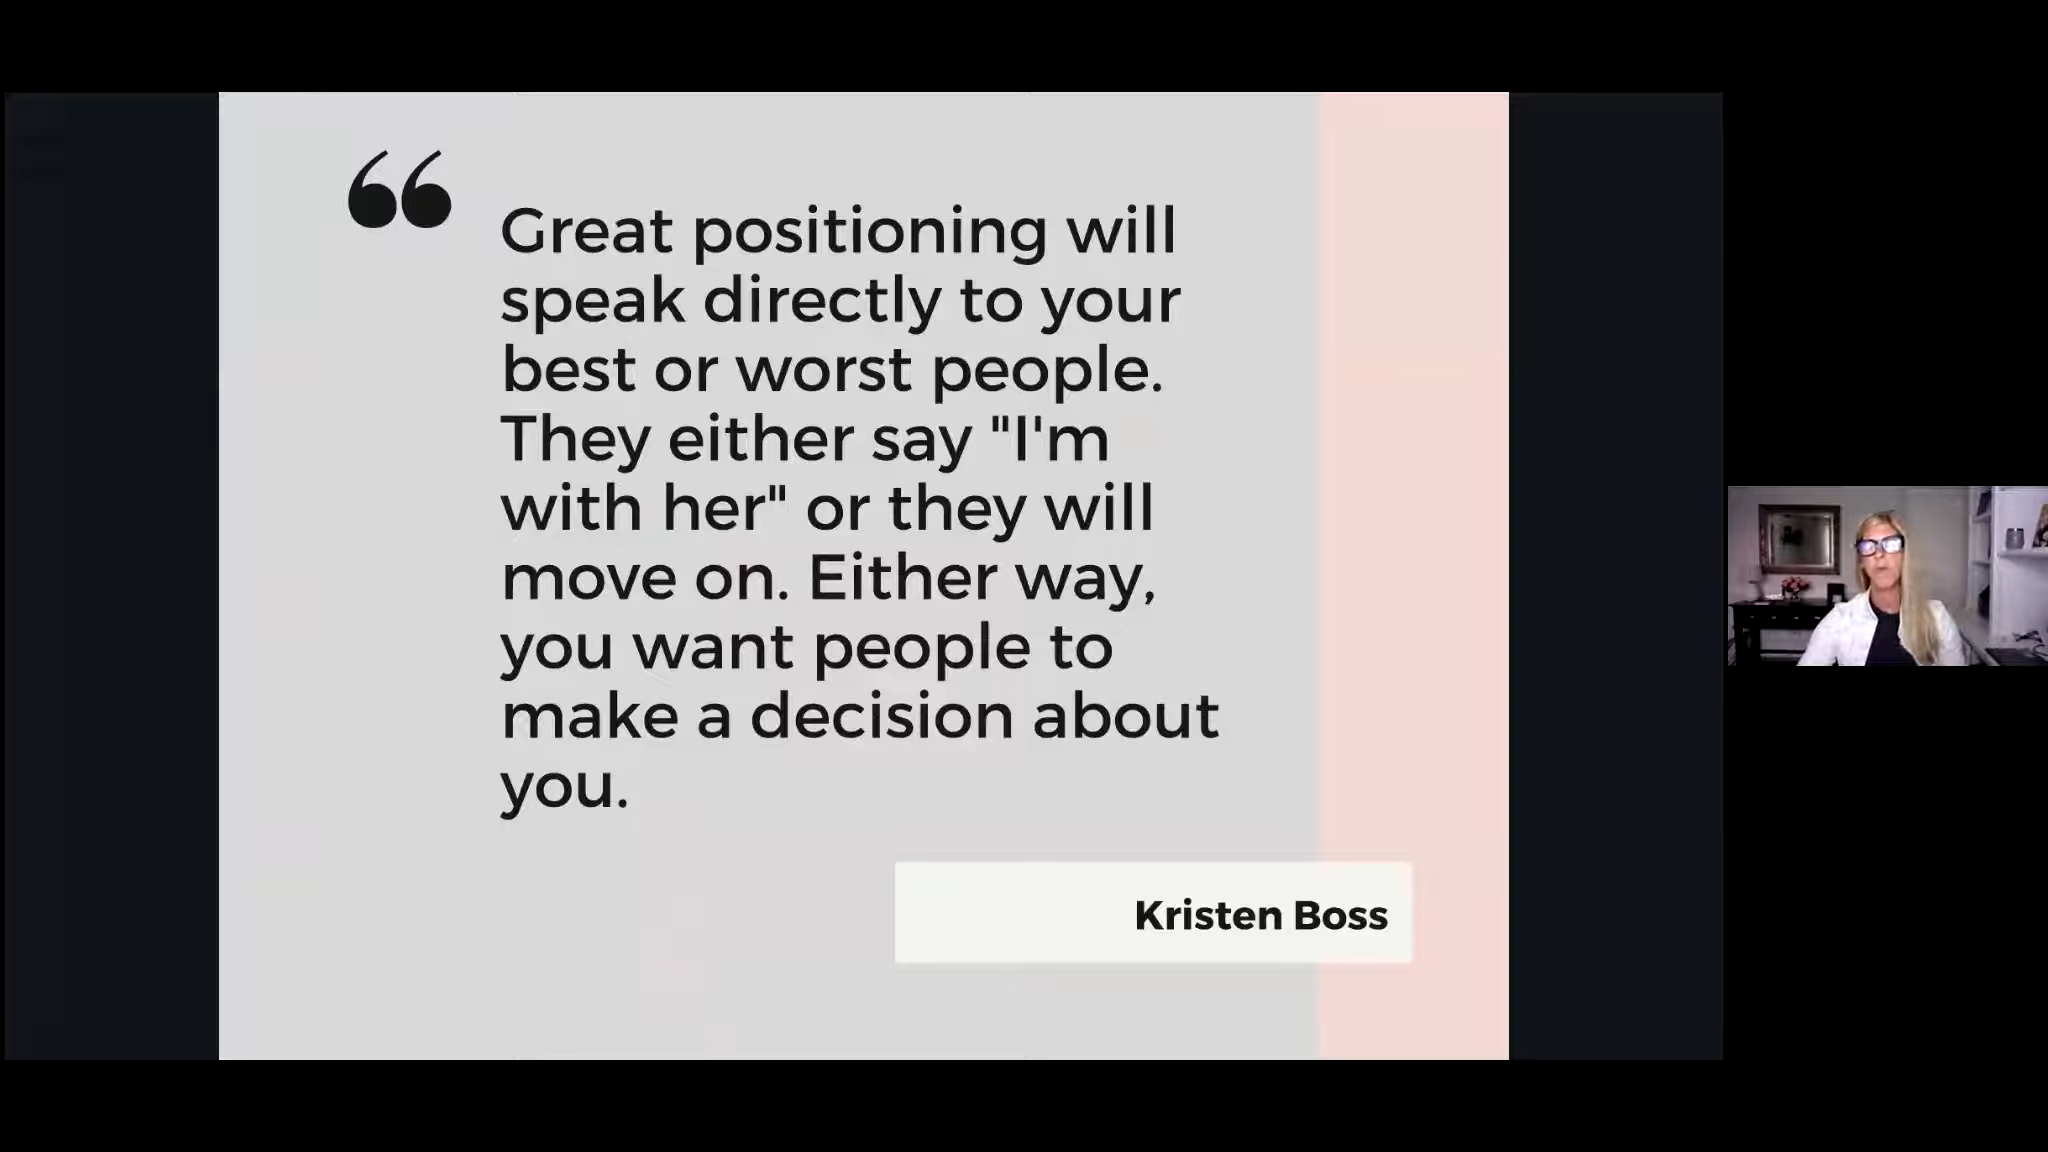 “
Great positioning will
speak directly to your
best or worst people.
They either say "I'm
with her" or they will
move on. Either way,
you want people to
make a decision about
you.
Kristen Boss